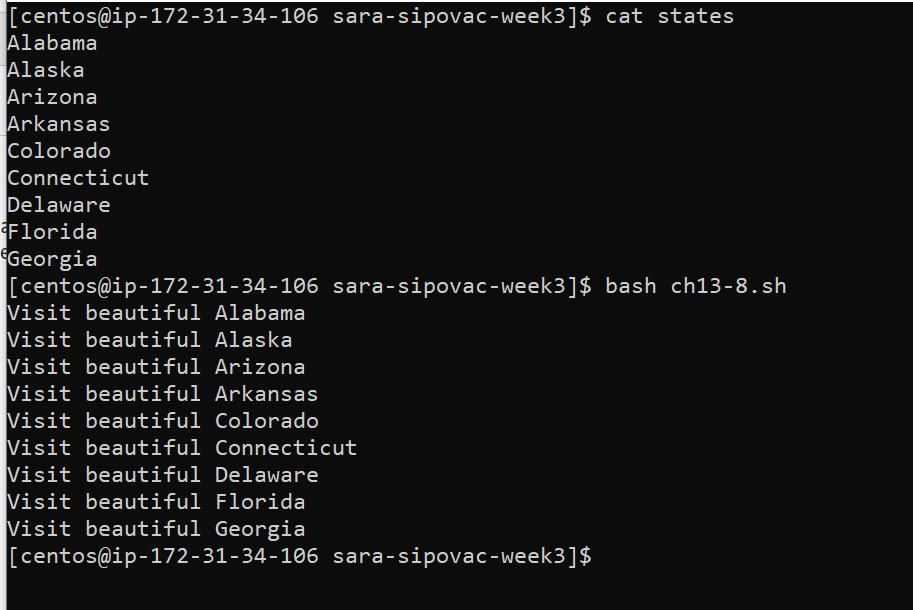 [centos@ip-172-31-34-106 sara-sipovac-week3]$ cat states
Alabama
Alaska
Arizona
Arkansas
Colorado
Connecticut
Delaware
Florida
Georgia
[centos@ip-172-31-34-106 sara-sipovac-week3]$ bash ch13-8.sh
Visit beautiful Alabama
Visit beautiful Alaska
Visit beautiful Arizona
Visit beautiful Arkansas
Visit beautiful Colorado
Visit beautiful Connecticut
Visit beautiful Delaware
Visit beautiful Florida
Visit beautiful Georgia
[centos@ip-172-31-34-106 sara-sipovac-week3]$